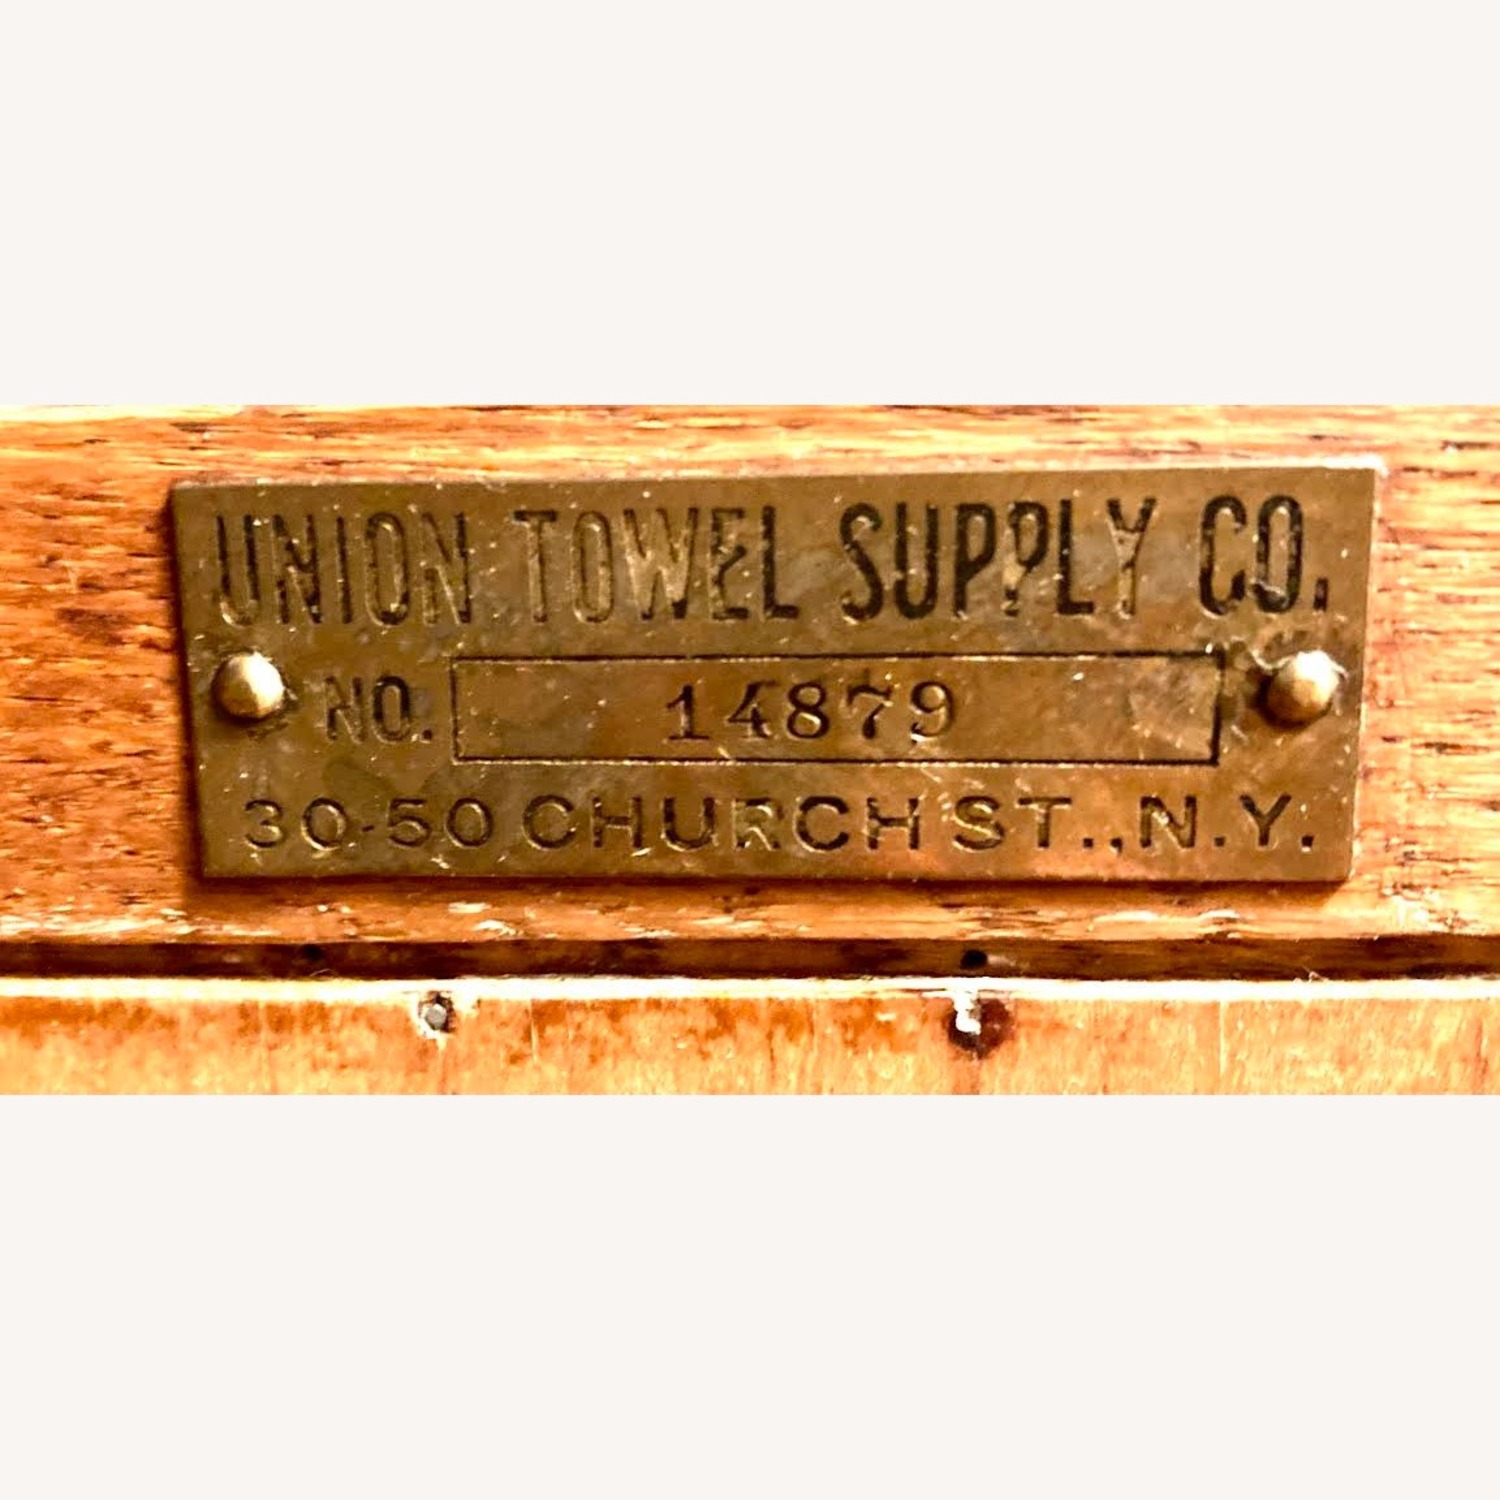 UNION TOWEL SUPPLY CO.
NO. 14879
30-50 CHURCH ST., N.Y.